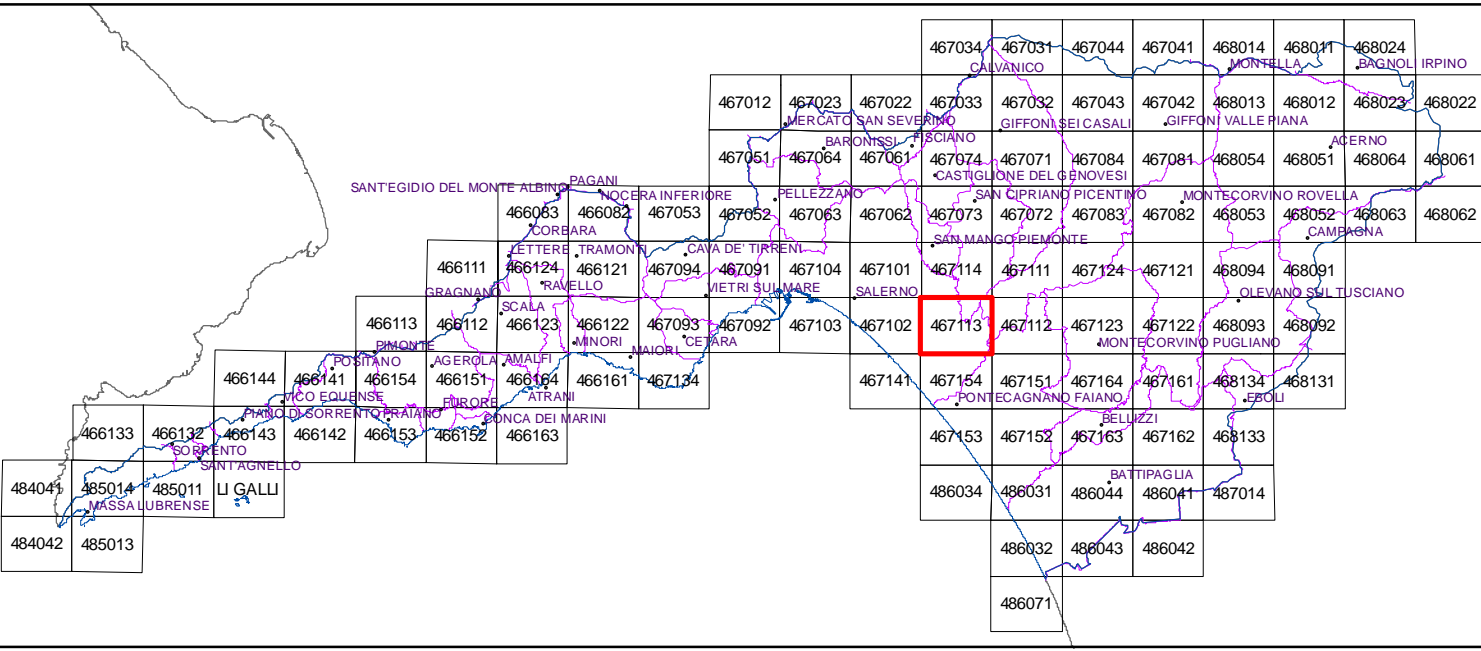 467034 467031 467044 467041 468014 468011 468024
CALVANICO MONTELLA BAGNOLI IRPINO
467012 467023 467022 467033 467032 467043 467042 468013 468012 468023 468022
MERCATO SAN SEVERINO GIFFONI SEI CASALI GIFFONI VALLE PIANA
BARONISSI FISCIANO ACERNO
467051 467064 467061 467074 467071 467084 467081 468054 468051 468064 468061
CASTIGLIONE DEL GENOVESI
SANT'EGIDIO DEL MONTE ALBINO PAGANI
NOCERA INFERIORE PELLEZZANO SAN CIPRIANO PICENTINO MONTECORVINO ROVELLA
466083 466082 467053 467052 467063 467062 467073 467072 467083 467082 468053 468052 468063 468062
CORBARA CAMPAGNA
LETTERE TRAMONTI CAVA DE' TIRRENI SAN MANGO PIEMONTE
466111 466124 466121 467094 467091 467104 467101 467114 467111 467124 467121 468094 468091
RAVELLO VIETRI SUL MARE
GRAGNANO SALERNO OLEVANO SUL TUSCIANO
SCALA
466113 466112 466123 466122 467093 467092 467103 467102 467113 467112 467123 467122 468093 468092
PIMONTE MINORI MAIORI CETARA MONTECORVINO PUGLIANO
POSITANO AGEROLA AMALFI
466144 466141 466154 466151 466164 466161 467134 467141 467154 467151 467164 467161 468134 468131
VICO EQUENSE FURORE ATRANI PONTECAGNANO FAIANO EBOLI
PIANO DI SORRENTO PRAIANO CONCA DEI MARINI BELLIZZI
466133 466132 466143 466142 466153 466152 466163 467153 467152 467163 467162 468133
SORRENTO
SANT'AGNELLO BATTIPAGLIA
484041 485014 485011 LI GALLI 486034 486031 486044 486041 487014
MASSA LUBRENSE
484042 485013 486032 486043 486042
486071